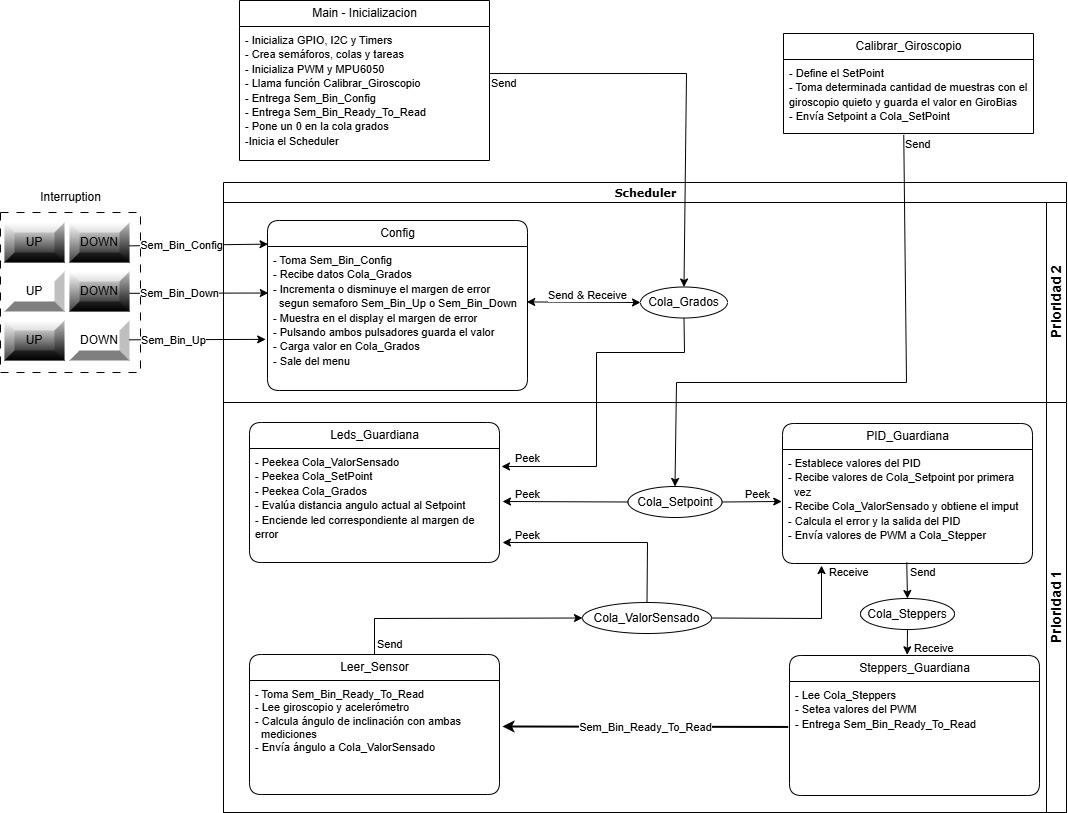 Main - Inicializacion
- Inicializa GPIO, I2C y Timers
- Crea semáforos, colas y tareas
- Inicializa PWM y MPU6050
- Llama función Calibrar_Giroscopio
- Entrega Sem_Bin_Config
- Entrega Sem_Bin_Ready_To_Read
- Pone un 0 en la cola grados
-Inicia el Scheduler
Send
Calibrar_Giroscopio
- Define el SetPoint
- Toma determinada cantidad de muestras con el
giroscopio quieto y guarda el valor en GiroBias
- Envía Setpoint a Cola_SetPoint
Send
Interruption
UP
DOWN
Sem_Bin_Config
UP
DOWN
Sem_Bin_Down
UP
DOWN
Sem_Bin_Up
Scheduler
Prioridad 2
Config
- Toma Sem_Bin_Config
- Recibe datos Cola_Grados
- Incrementa o disminuye el margen de error
segun semaforo Sem_Bin_Up o Sem_Bin_Down
- Muestra en el display el margen de error
- Pulsando ambos pulsadores guarda el valor
- Carga valor en Cola_Grados
- Sale del menu
Send & Receive
Cola_Grados
Prioridad 1
Leds_Guardiana
- Peekea Cola_ValorSensado
- Peekea Cola_SetPoint
- Peekea Cola_Grados
- Evalúa distancia angulo actual al Setpoint
- Enciende led correspondiente al margen de
error
Peek
Peek
Peek
Cola_Setpoint
Peek
PID_Guardiana
- Establece valores del PID
- Recibe valores de Cola_Setpoint por primera
vez
- Recibe Cola_ValorSensado y obtiene el imput
- Calcula el error y la salida del PID
- Envía valores de PWM a Cola_Stepper
Receive
Send
Cola_ValorSensado
Cola_Steppers
Send
Receive
Leer_Sensor
- Toma Sem_Bin_Ready_To_Read
- Lee giroscopio y acelerómetro
- Calcula ángulo de inclinación con ambas
mediciones
- Envía ángulo a Cola_ValorSensado
Sem_Bin_Ready_To_Read
Steppers_Guardiana
- Lee Cola_Steppers
- Setea valores del PWM
- Entrega Sem_Bin_Ready_To_Read